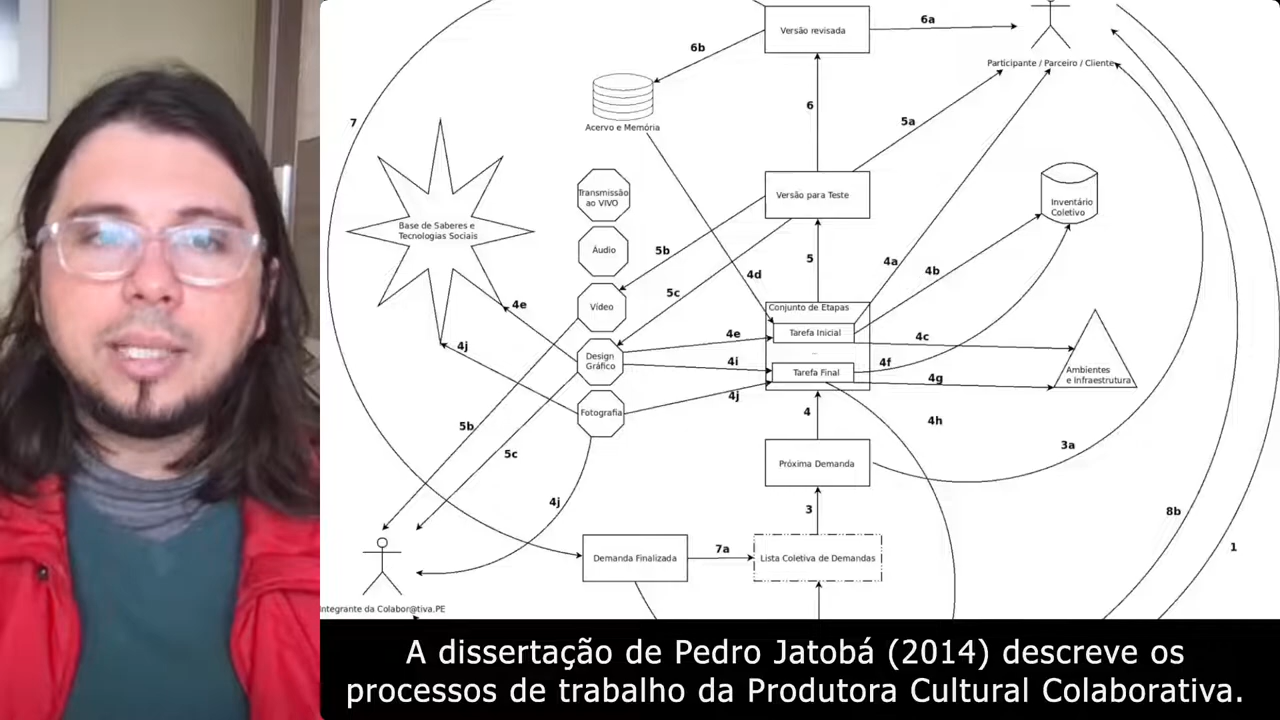 6a
Versão revisada
6b
Participante / Parceiro / Cliente
Acervo e Memória
7
6
5a
Transmissão
ao VIVO
Versão para Teste
Inventário
Coletivo
Base de Saberes e
Tecnologias Sociais
Áudio
5b
5
4a
4b
4d
5c
4e
Vídeo
Conjunto de Etapas
Tarefa Inicial
...
Tarefa Final
4e
4c
4j
Design
Gráfico
4i
4f
4g
Ambientes
e Infraestrutura
4j
Fotografia
4
4h
5b
5c
3a
Próxima Demanda
4j
3
8b
1
7a
Demanda Finalizada
Lista Coletiva de Demandas
Integrante da Colabor@tiva.PE
A dissertação de Pedro Jatobá (2014) descreve os
processos de trabalho da Produtora Cultural Colaborativa.